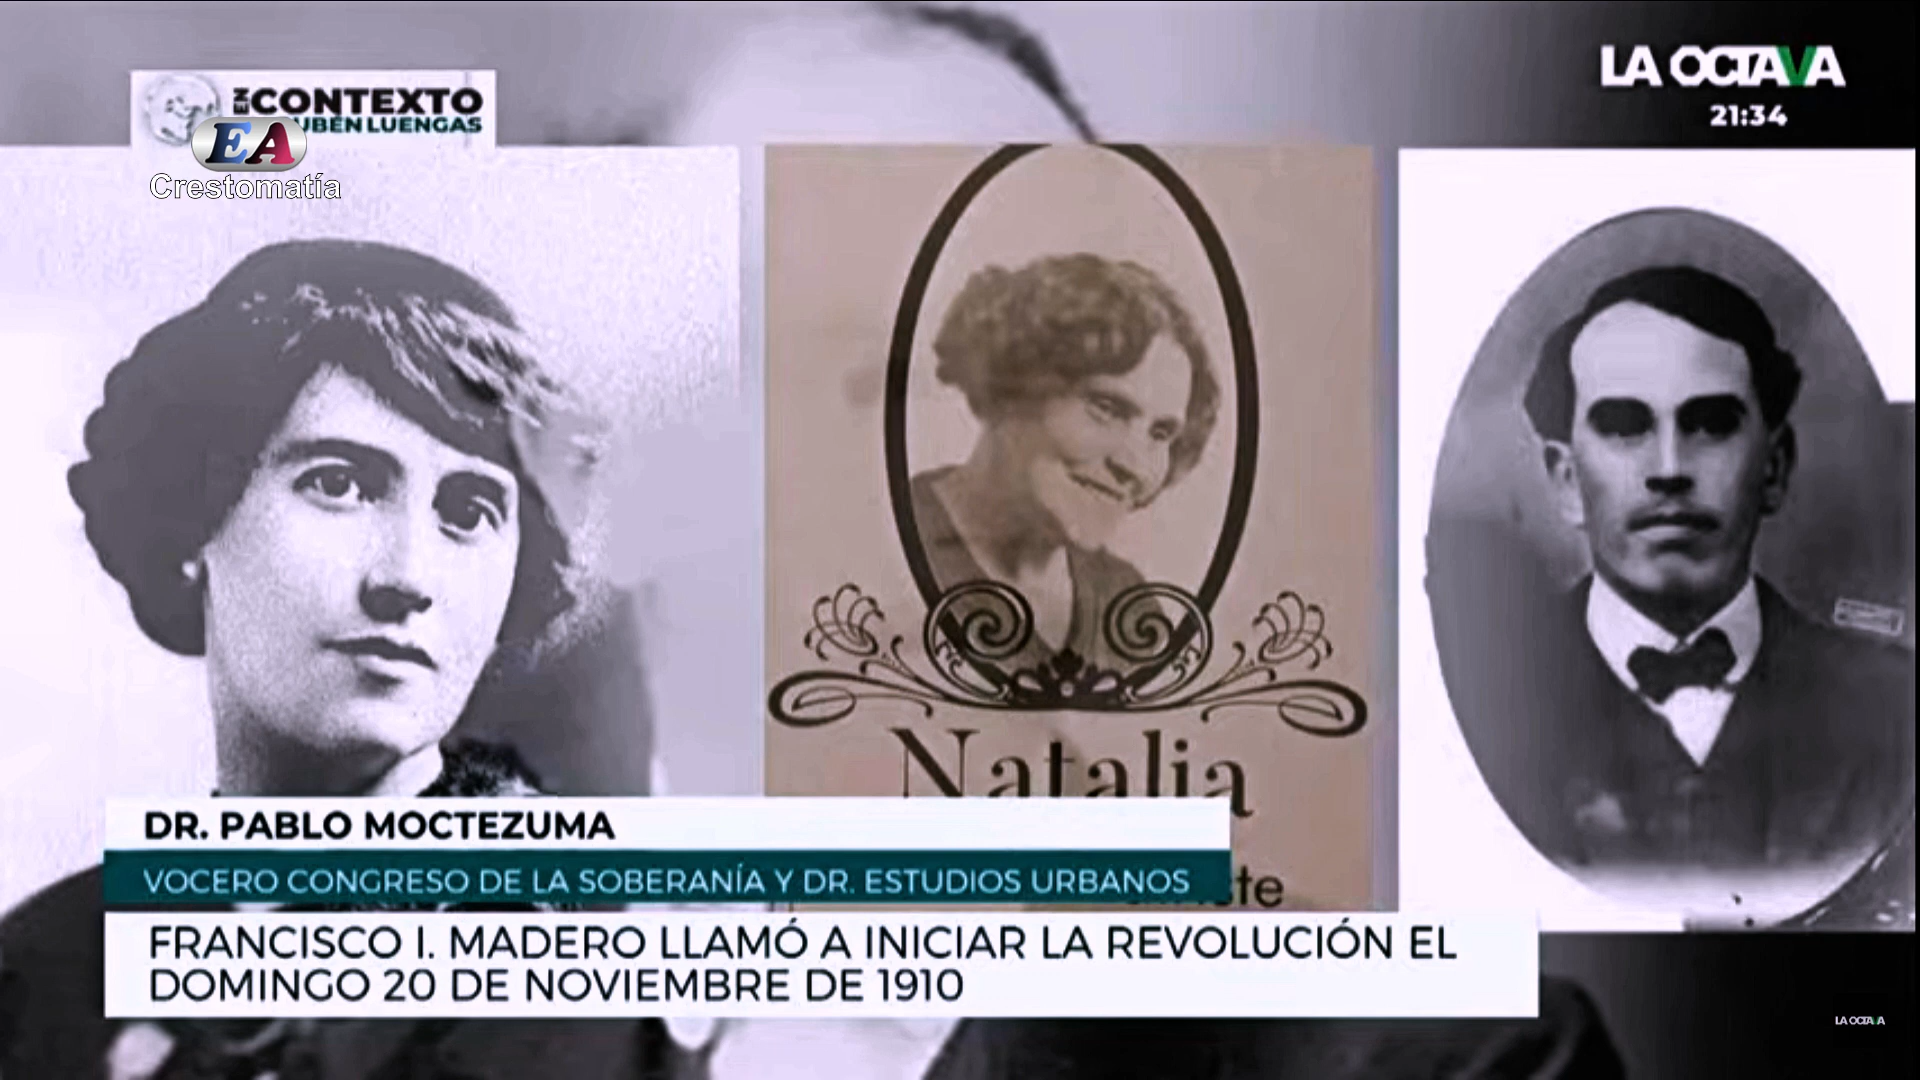 EN CONTEXTO
RUBÉN LUENGAS
EA
Crestomatía
LA OCTAVA
21:34
Natalia
DR. PABLO MOCTEZUMA
VOCERO CONGRESO DE LA SOBERANÍA Y DR. ESTUDIOS URBANOS
FRANCISCO I. MADERO LLAMÓ A INICIAR LA REVOLUCIÓN EL
DOMINGO 20 DE NOVIEMBRE DE 1910
LA OCTAVA